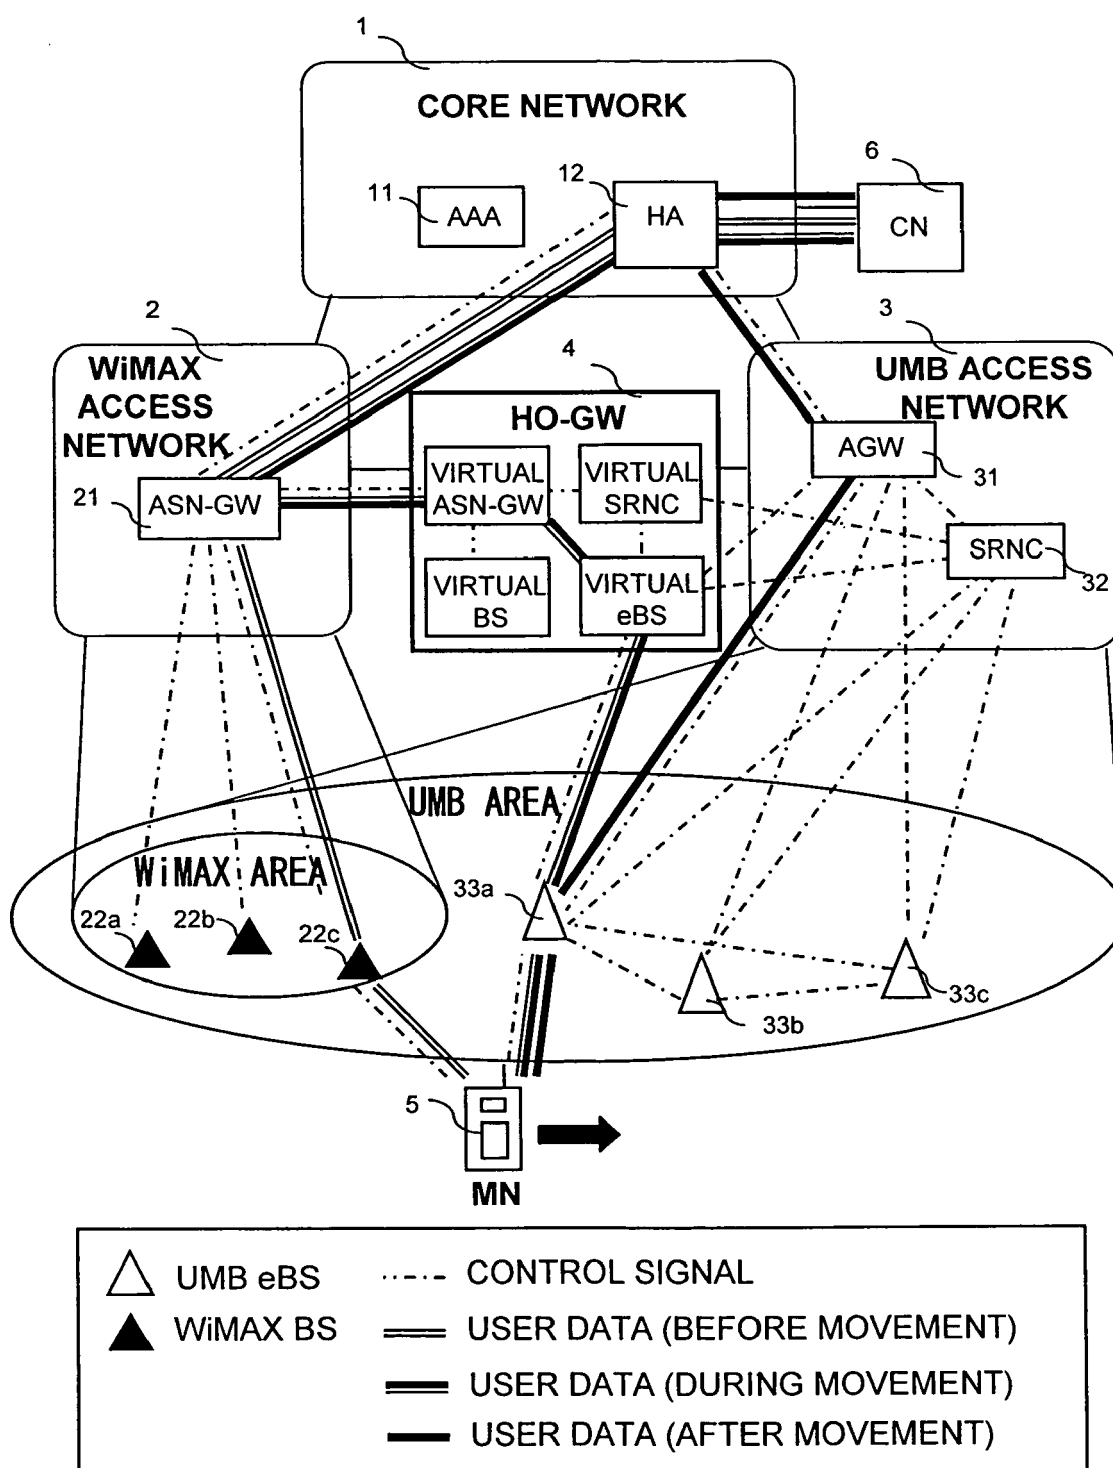 1
CORE NETWORK
6
12
11
AAA
HA
CN
2
3
WiMAX
ACCESS
NETWORK
4
UMB ACCESS
NETWORK
HO-GW
VIRTUAL
ASN-GW
VIRTUAL
SRNC
AGW
31
21
ASN-GW
SRNC
32
VIRTUAL
BS
VIRTUAL
eBS
UMB AREA
WiMAX AREA
33a
22a
22b
22c
33c
33b
5
MN
UMB eBS
CONTROL SIGNAL
WiMAX BS
USER DATA (BEFORE MOVEMENT)
USER DATA (DURING MOVEMENT)
USER DATA (AFTER MOVEMENT)